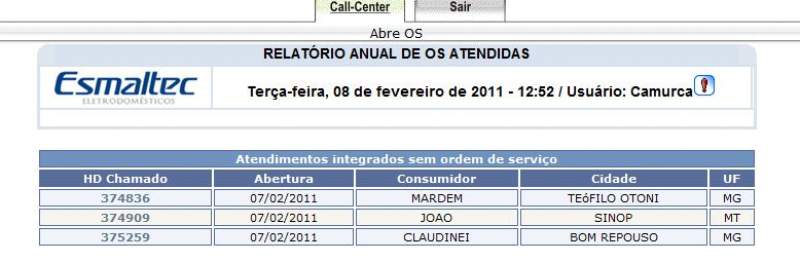 Call-Center Sair
Abre OS
RELATÓRIO ANUAL DE OS ATENDIDAS
Esmaltec
ELETRODOMÉSTICOS
Terça-feira, 08 de fevereiro de 2011 - 12:52 / Usuário: Camurca
Atendimentos integrados sem ordem de serviço
HD Chamado Abertura Consumidor Cidade UF
374836 07/02/2011 MARDEM TEóFILO OTONI MG
374909 07/02/2011 JOAO SINOP MT
375259 07/02/2011 CLAUDINEI BOM REPOUSO MG